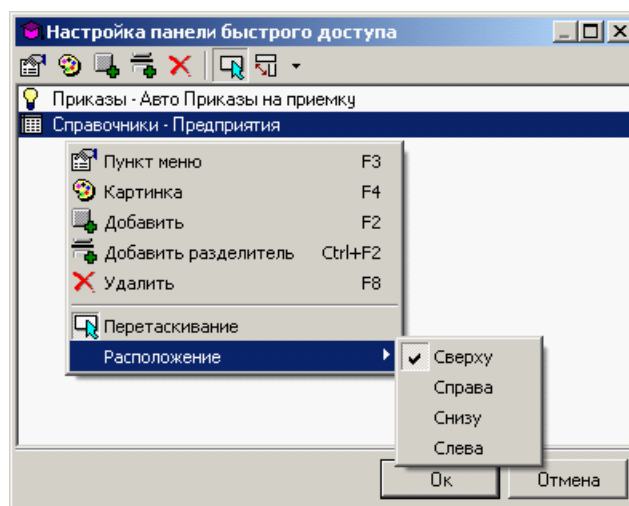 Настройка панели быстрого доступа
Приказы - Авто Приказы на приемку
Справочники - Предприятия
Пункт меню F3
Картинка F4
Добавить F2
Добавить разделитель Ctrl+F2
Удалить F8
Перетаскивание
Расположение
Сверху
Справа
Снизу
Слева
Ок Отмена